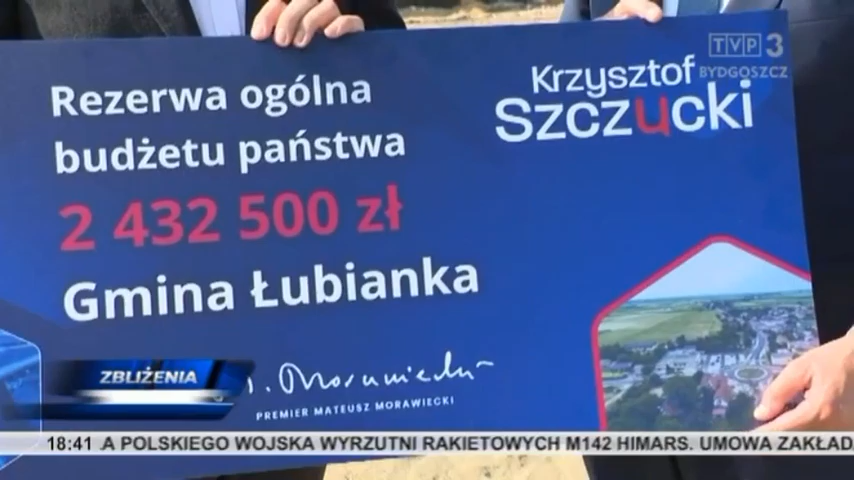 TVP 3
BYDGOSZCZ
Krzysztof
Szczucki
Rezerwa ogólna
budżetu państwa
2 432 500 zł
Gmina Łubianka
PREMIER MATEUSZ MORAWIECKI
ZBLIŻENIA
18:41 .A POLSKIEGO WOJSKA WYRZUTNI RAKIETOWYCH M142 HIMARS. UMOWA ZAKŁAD